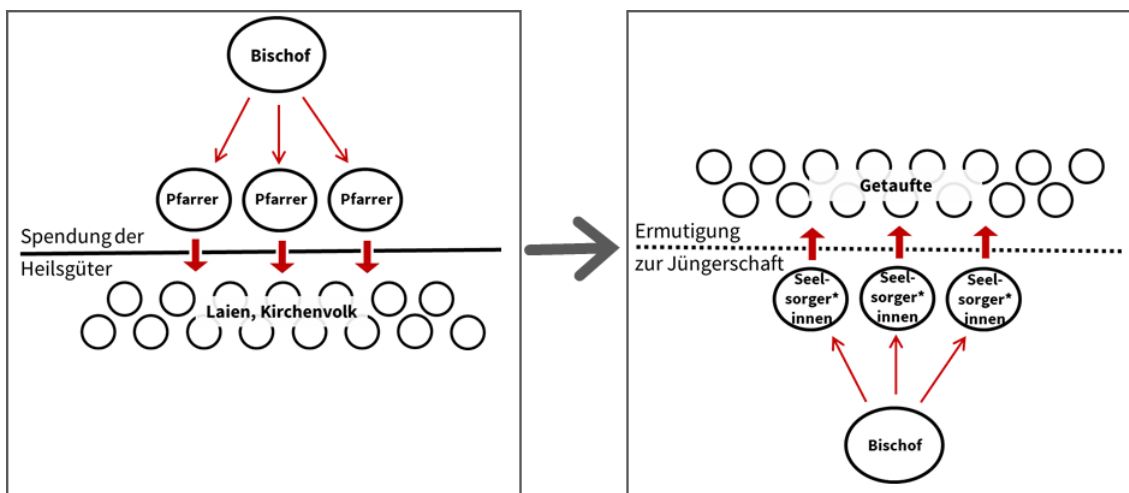 Bischof
Pfarrer
Pfarrer
Pfarrer
Spendung der
Heilsgüter
Laien, Kirchenvolk
Getaufte
Ermutigung
zur Jüngerschaft
Seel-
sorger*
innen
Seel-
sorger*
innen
Seel-
sorger*
innen
Bischof